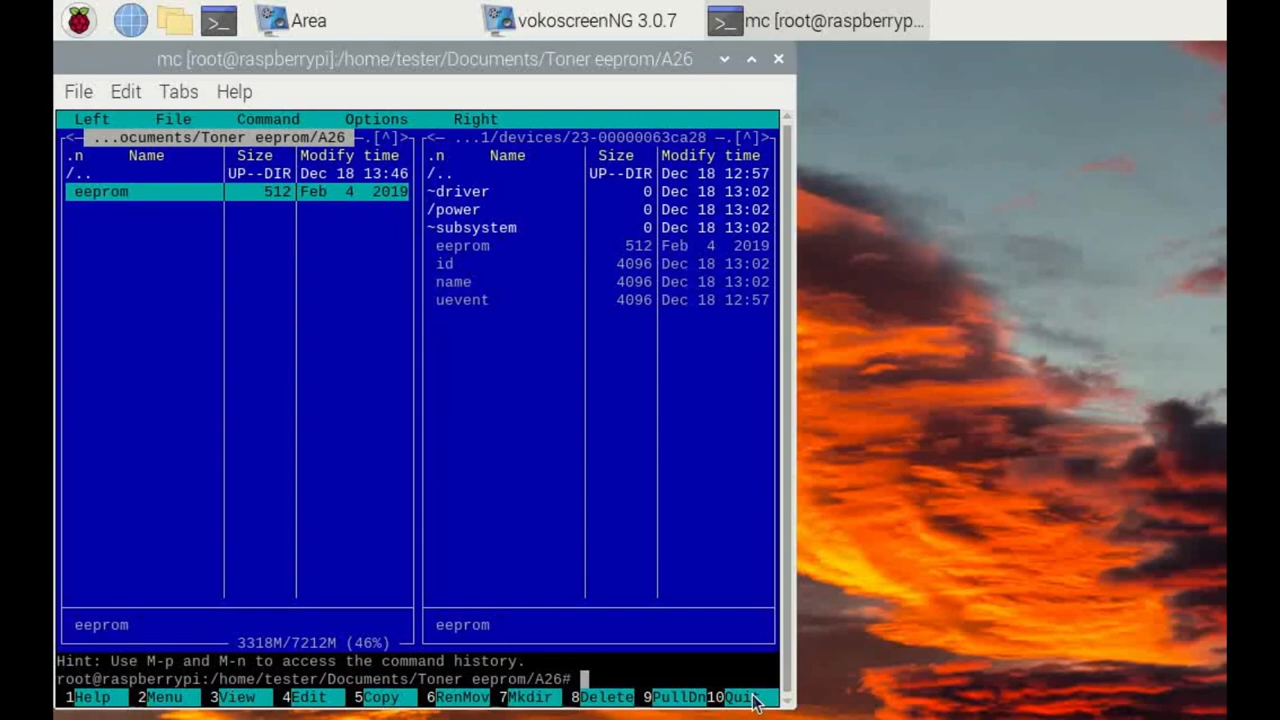 Area
vokoscreenNG 3.0.7
mc [root@raspberryp...
mc [root@raspberrypi]:/home/tester/Documents/Toner eeprom/A26
File Edit Tabs Help
Left File Command Options Right
<— ...ocuments/Toner eeprom/A26 —.[^]> <— ...1/devices/23-00000063ca28 —.[^]>
.n Name Size Modify time .n Name Size Modify time
/.. UP--DIR Dec 18 13:46 /.. UP--DIR Dec 18 12:57
eeprom 512 Feb 4 2019 ~driver 0 Dec 18 13:02
/power 0 Dec 18 13:02
~subsystem 0 Dec 18 13:02
eeprom 512 Feb 4 2019
id 4096 Dec 18 13:02
name 4096 Dec 18 13:02
uevent 4096 Dec 18 12:57
eeprom eeprom
3318M/7212M (46%)
Hint: Use M-p and M-n to access the command history.
root@raspberrypi:/home/tester/Documents/Toner eeprom/A26#
1Help 2Menu 3View 4Edit 5Copy 6RenMov 7Mkdir 8Delete 9PullDn 10Quit